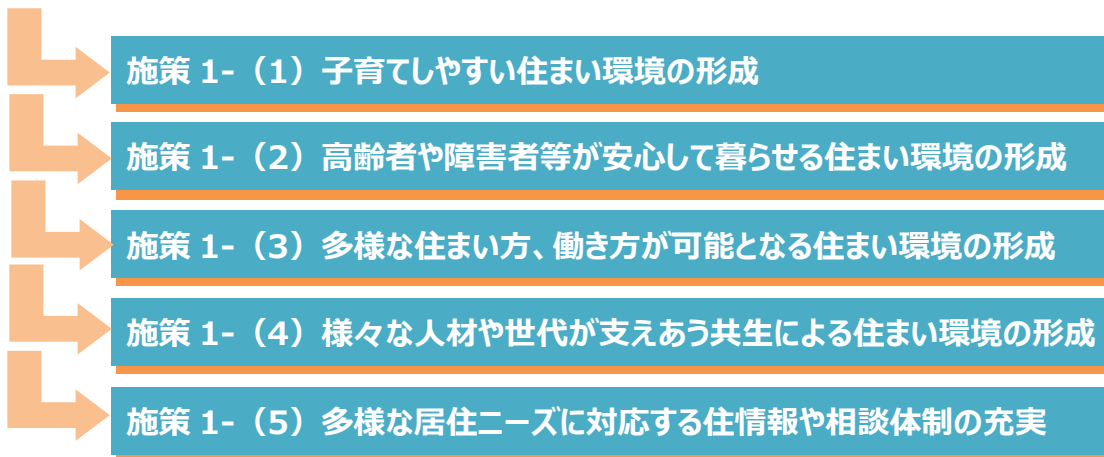 施策 1-（1）子育てしやすい住まい環境の形成
施策 1-（2）高齢者や障害者等が安心して暮らせる住まい環境の形成
施策 1-（3）多様な住まい方、働き方が可能となる住まい環境の形成
施策 1-（4）様々な人材や世代が支えあう共生による住まい環境の形成
施策 1-（5）多様な居住ニーズに対応する住情報や相談体制の充実